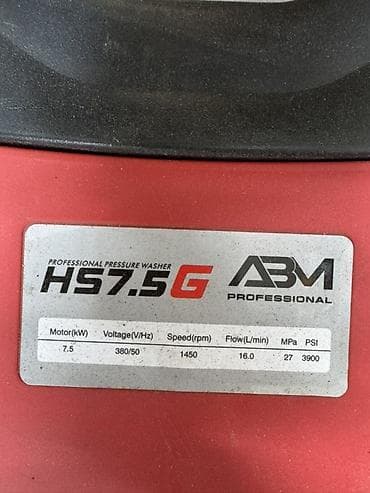 PROFESSIONAL PRESSURE WASHER
HS7.5G
ABM
PROFESSIONAL
Motor(kW) Voltage(V/Hz) Speed(rpm) Flow(L/min) MPa PSI
7.5 380/50 1450 16.0 27 3900